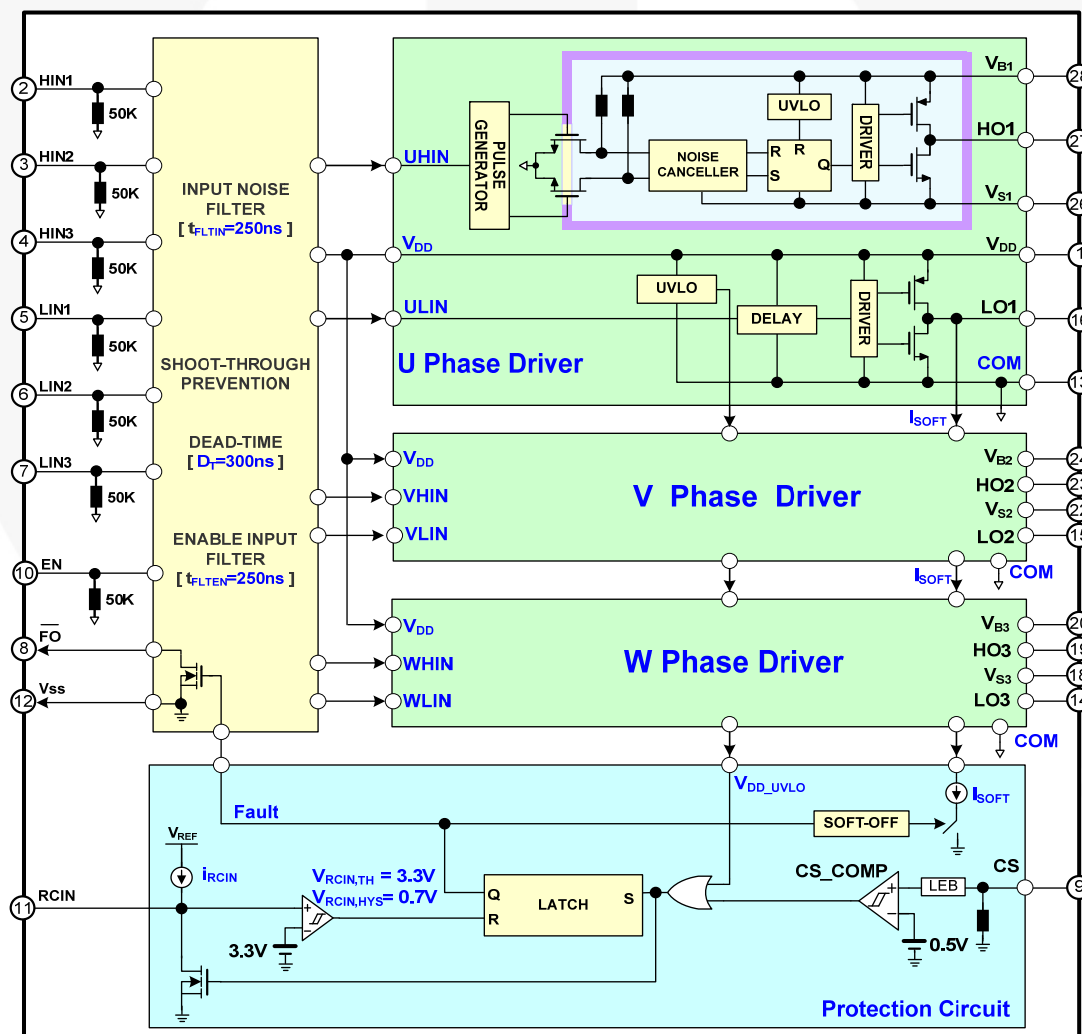 2 HIN1
50K
3 HIN2
50K
4 HIN3
50K
5 LIN1
50K
6 LIN2
50K
7 LIN3
50K
10 EN
50K
8 FO
12 Vss
INPUT NOISE
FILTER
[ tFLTIN=250ns ]
SHOOT-THROUGH
PREVENTION
DEAD-TIME
[ DT=300ns ]
ENABLE INPUT
FILTER
[ tFLTEN=250ns ]
UHIN
PULSE
GENERATOR
NOISE
CANCELLER
UVLO
R
R
S
Q
DRIVER
VB1
28
HO1
27
VS1
26
VDD
VDD
1
UVLO
ULIN
DELAY
DRIVER
LO1
16
U Phase Driver
COM
13
ISOFT
VDD
VHIN
VLIN
V Phase Driver
VB2
24
HO2
23
VS2
22
LO2
15
ISOFT
COM
VDD
WHIN
WLIN
W Phase Driver
VB3
20
HO3
19
VS3
18
LO3
14
COM
VDD_UVLO
ISOFT
Fault
SOFT-OFF
VREF
iRCIN
11 RCIN
VRCIN,TH = 3.3V
VRCIN,HYS= 0.7V
3.3V
Q
R
LATCH
S
CS_COMP
LEB
CS
9
0.5V
Protection Circuit